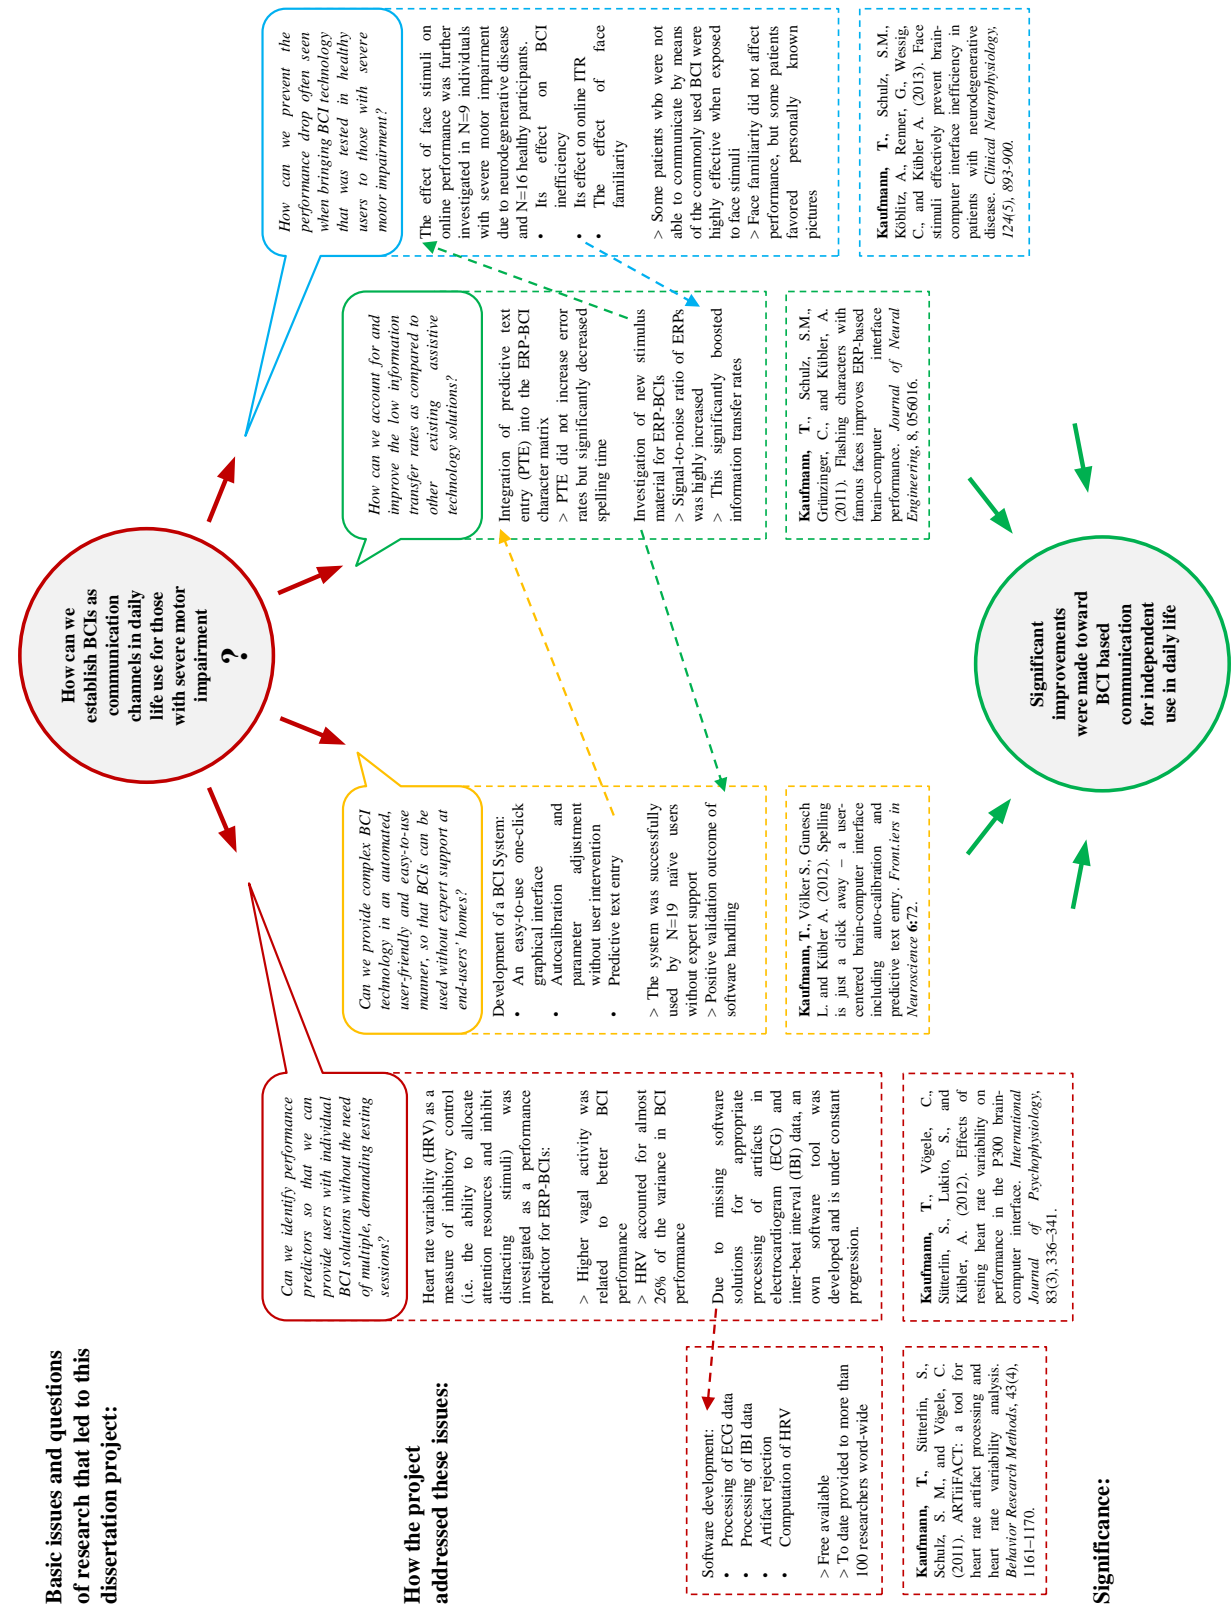 Basic issues and questions
of research that led to this
dissertation project:
How can we
establish BCIs as
communication
channels in daily
life use for those
with severe motor
impairment
?
Can we identify performance
predictors so that we can
provide users with individual
BCI solutions without the need
of multiple, demanding testing
sessions?
Can we provide complex BCI
technology in an automated,
user-friendly and easy-to-use
manner, so that BCIs can be
used without expert support at
end-users' homes?
How can we account for and
improve the low information
transfer rates as compared to
other existing assistive
technology solutions?
How can we prevent the
performance drop often seen
when bringing BCI technology
that was tested in healthy
users to those with severe
motor impairment?
How the project
addressed these issues:
Software development:
• Processing of ECG data
• Processing of IBI data
• Artifact rejection
• Computation of HRV
> Free available
> To date provided to more than
100 researchers word-wide
Heart rate variability (HRV) as a
measure of inhibitory control
(i.e. the ability to allocate
attention resources and inhibit
distracting stimuli) was
investigated as a performance
predictor for ERP-BCIs:
> Higher vagal activity was
related to better BCI
performance
> HRV accounted for almost
26% of the variance in BCI
performance
Due to missing software
solutions for appropriate
processing of artifacts in
electrocardiogram (ECG) and
inter-beat interval (IBI) data, an
own software tool was
developed and is under constant
progression.
Development of a BCI System:
• An easy-to-use one-click
graphical interface
• Autocalibration and
parameter adjustment
without user intervention
• Predictive text entry
> The system was successfully
used by N=19 naïve users
without expert support
> Positive validation outcome of
software handling
Integration of predictive text
entry (PTE) into the ERP-BCI
character matrix
> PTE did not increase error
rates but significantly decreased
spelling time
Investigation of new stimulus
material for ERP-BCIs
> Signal-to-noise ratio of ERPs
was highly increased
> This significantly boosted
information transfer rates
The effect of face stimuli on
online performance was further
investigated in N=9 individuals
with severe motor impairment
due to neurodegenerative disease
and N=16 healthy participants.
• Its effect on BCI
inefficiency
• Its effect on online ITR
• The effect of face
familiarity
> Some patients who were not
able to communicate by means
of the commonly used BCI were
highly effective when exposed
to face stimuli
> Face familiarity did not affect
performance, but some patients
favored personally known
pictures
Kaufmann, T., Sütterlin, S.,
Schulz, S. M., and Vögele, C.
(2011). ARTiiFACT: a tool for
heart rate artifact processing and
heart rate variability analysis.
Behavior Research Methods, 43(4),
1161–1170.
Kaufmann, T., Vögele, C.,
Sütterlin, S., Lukito, S., and
Kübler, A. (2012). Effects of
resting heart rate variability on
performance in the P300 brain-
computer interface. International
Journal of Psychophysiology,
83(3), 336–341.
Kaufmann, T., Völker S., Gunesch
L. and Kübler A. (2012). Spelling
is just a click away – a user-
centered brain-computer interface
including auto-calibration and
predictive text entry. Front.iers in
Neuroscience 6:72.
Kaufmann, T., Schulz, S.M.,
Grünzinger, C., and Kübler, A.
(2011). Flashing characters with
famous faces improves ERP-based
brain–computer interface
performance. Journal of Neural
Engineering, 8, 056016.
Kaufmann, T., Schulz, S.M.,
Köblitz, A., Renner, G., Wessig,
C., and Kübler A. (2013). Face
stimuli effectively prevent brain-
computer interface inefficiency in
patients with neurodegenerative
disease. Clinical Neurophysiology,
124(5), 893-900.
Significance:
Significant
improvements
were made toward
BCI based
communication
for independent
use in daily life